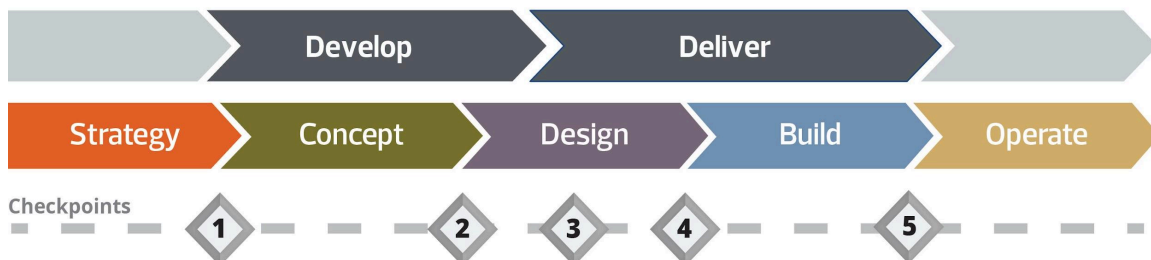 Develop Deliver
Strategy Concept Design Build Operate
Checkpoints
1 2 3 4 5